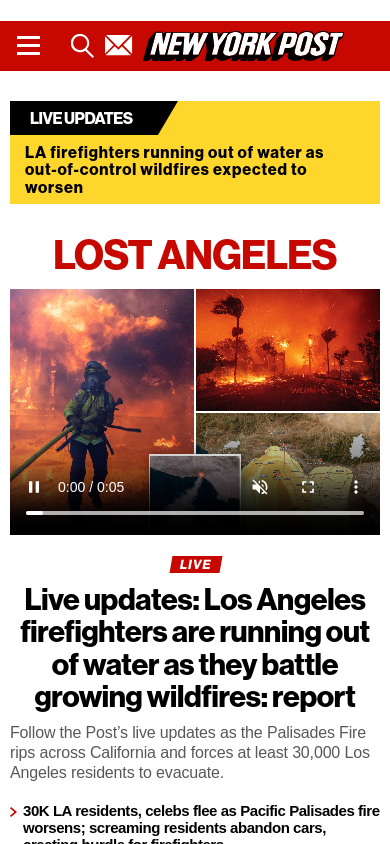 NEW YORK POST
LIVE UPDATES
LA firefighters running out of water as
out-of-control wildfires expected to
worsen
LOST ANGELES
0:00 / 0:05
LIVE
Live updates: Los Angeles
firefighters are running out
of water as they battle
growing wildfires: report
Follow the Post’s live updates as the Palisades Fire
rips across California and forces at least 30,000 Los
Angeles residents to evacuate.
30K LA residents, celebs flee as Pacific Palisades fire
worsens; screaming residents abandon cars,
creating hurdle for firefighters